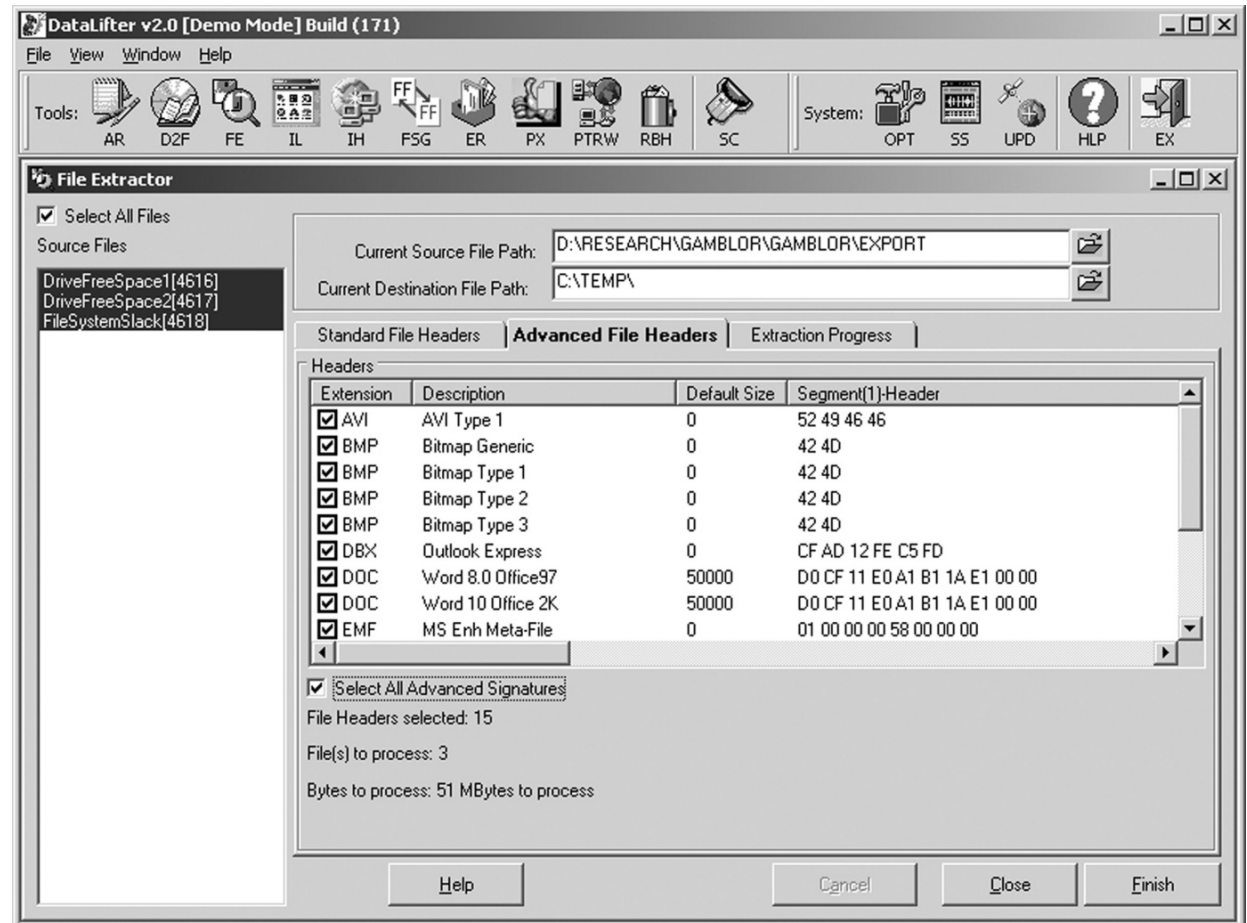 DataLifter v2.0 [Demo Mode] Build (171)
File View Window Help
Tools: AR D2F FE IL IH FSG ER PX PTRW RBH SC System: OPT SS UPD HLP EX
FF
FF
File Extractor
Select All Files
Source Files
DriveFreeSpace1[4616]
DriveFreeSpace2[4617]
FileSystemSlack[4618]
Current Source File Path: D:\RESEARCH\GAMBLOR\GAMBLOR\EXPORT
Current Destination File Path: C:\TEMP\
Standard File Headers Advanced File Headers Extraction Progress
Headers
Extension Description Default Size Segment(1)-Header
AVI AVI Type 1 0 52 49 46 46
BMP Bitmap Generic 0 42 4D
BMP Bitmap Type 1 0 42 4D
BMP Bitmap Type 2 0 42 4D
BMP Bitmap Type 3 0 42 4D
DBX Outlook Express 0 CF AD 12 FE C5 FD
DOC Word 8.0 Office97 50000 D0 CF 11 E0 A1 B1 1A E1 00 00
DOC Word 10 Office 2K 50000 D0 CF 11 E0 A1 B1 1A E1 00 00
EMF MS Enh Meta-File 0 01 00 00 00 58 00 00 00
Select All Advanced Signatures
File Headers selected: 15
File(s) to process: 3
Bytes to process: 51 MBytes to process
Help Cancel Close Finish